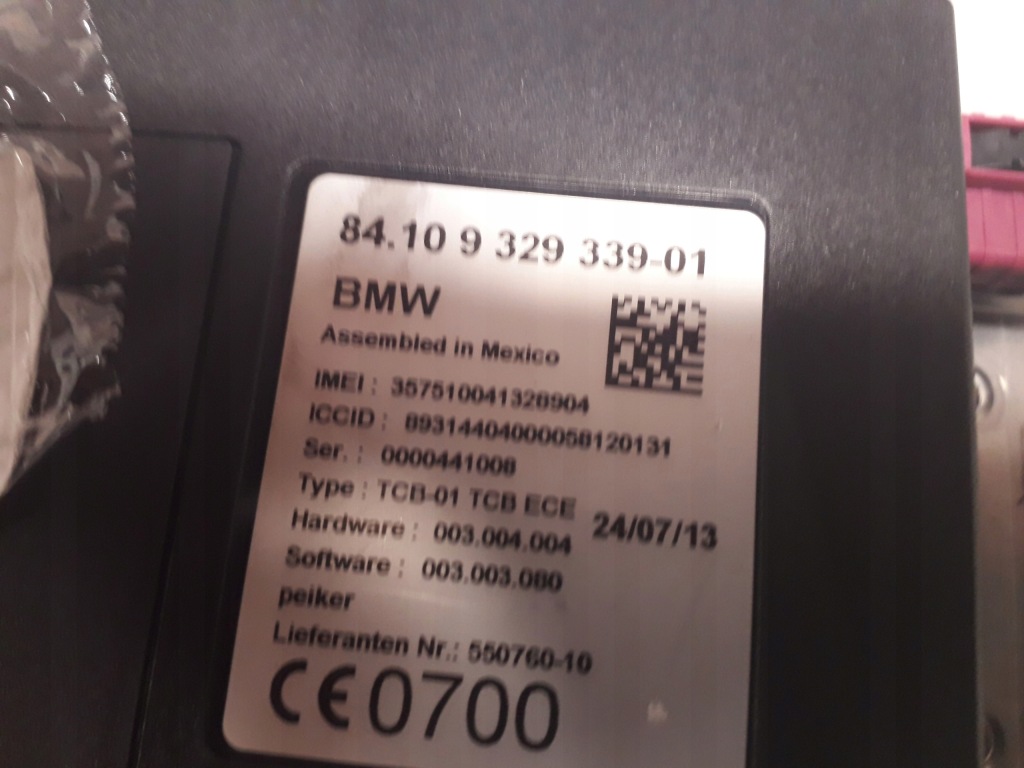 84.10 9 329 339-01
BMW
Assembled in Mexico
IMEI : 357510041328904
ICCID : 89314404000058120131
Ser. : 0000441008
Type : TCB-01 TCB ECE
24/07/13
Hardware : 003.004.004
Software : 003.003.080
peiker
Lieferanten Nr.: 550760-10
CE0700